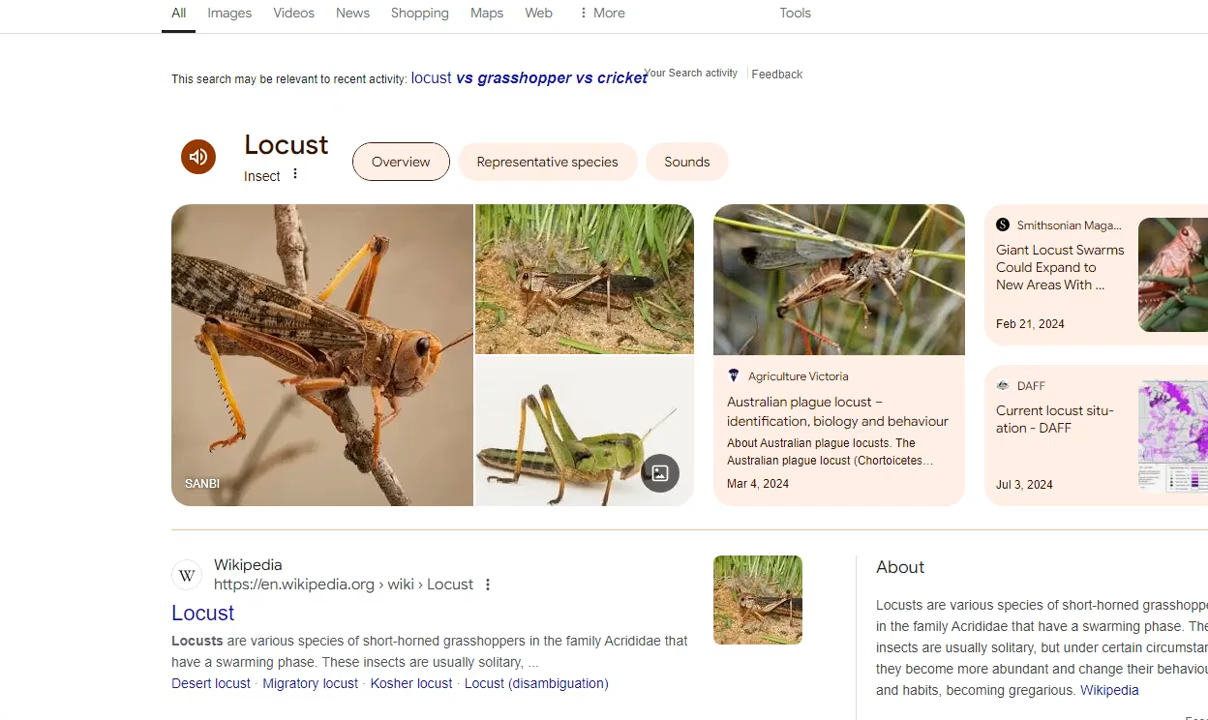 All Images Videos News Shopping Maps Web More Tools
This search may be relevant to recent activity: locust vs grasshopper vs cricket Your Search activity Feedback
Locust
Insect
Overview Representative species Sounds
SANBI
Agriculture Victoria
Australian plague locust –
identification, biology and behaviour
About Australian plague locusts. The
Australian plague locust (Chortoicetes...
Mar 4, 2024
S Smithsonian Maga...
Giant Locust Swarms
Could Expand to
New Areas With ...
Feb 21, 2024
DAFF
Current locust situ-
ation - DAFF
Jul 3, 2024
W Wikipedia
https://en.wikipedia.org › wiki › Locust
Locust
Locusts are various species of short-horned grasshoppers in the family Acrididae that
have a swarming phase. These insects are usually solitary, ...
Desert locust · Migratory locust · Kosher locust · Locust (disambiguation)
About
Locusts are various species of short-horned grasshoppe
in the family Acrididae that have a swarming phase. The
insects are usually solitary, but under certain circumstan
they become more abundant and change their behaviou
and habits, becoming gregarious. Wikipedia